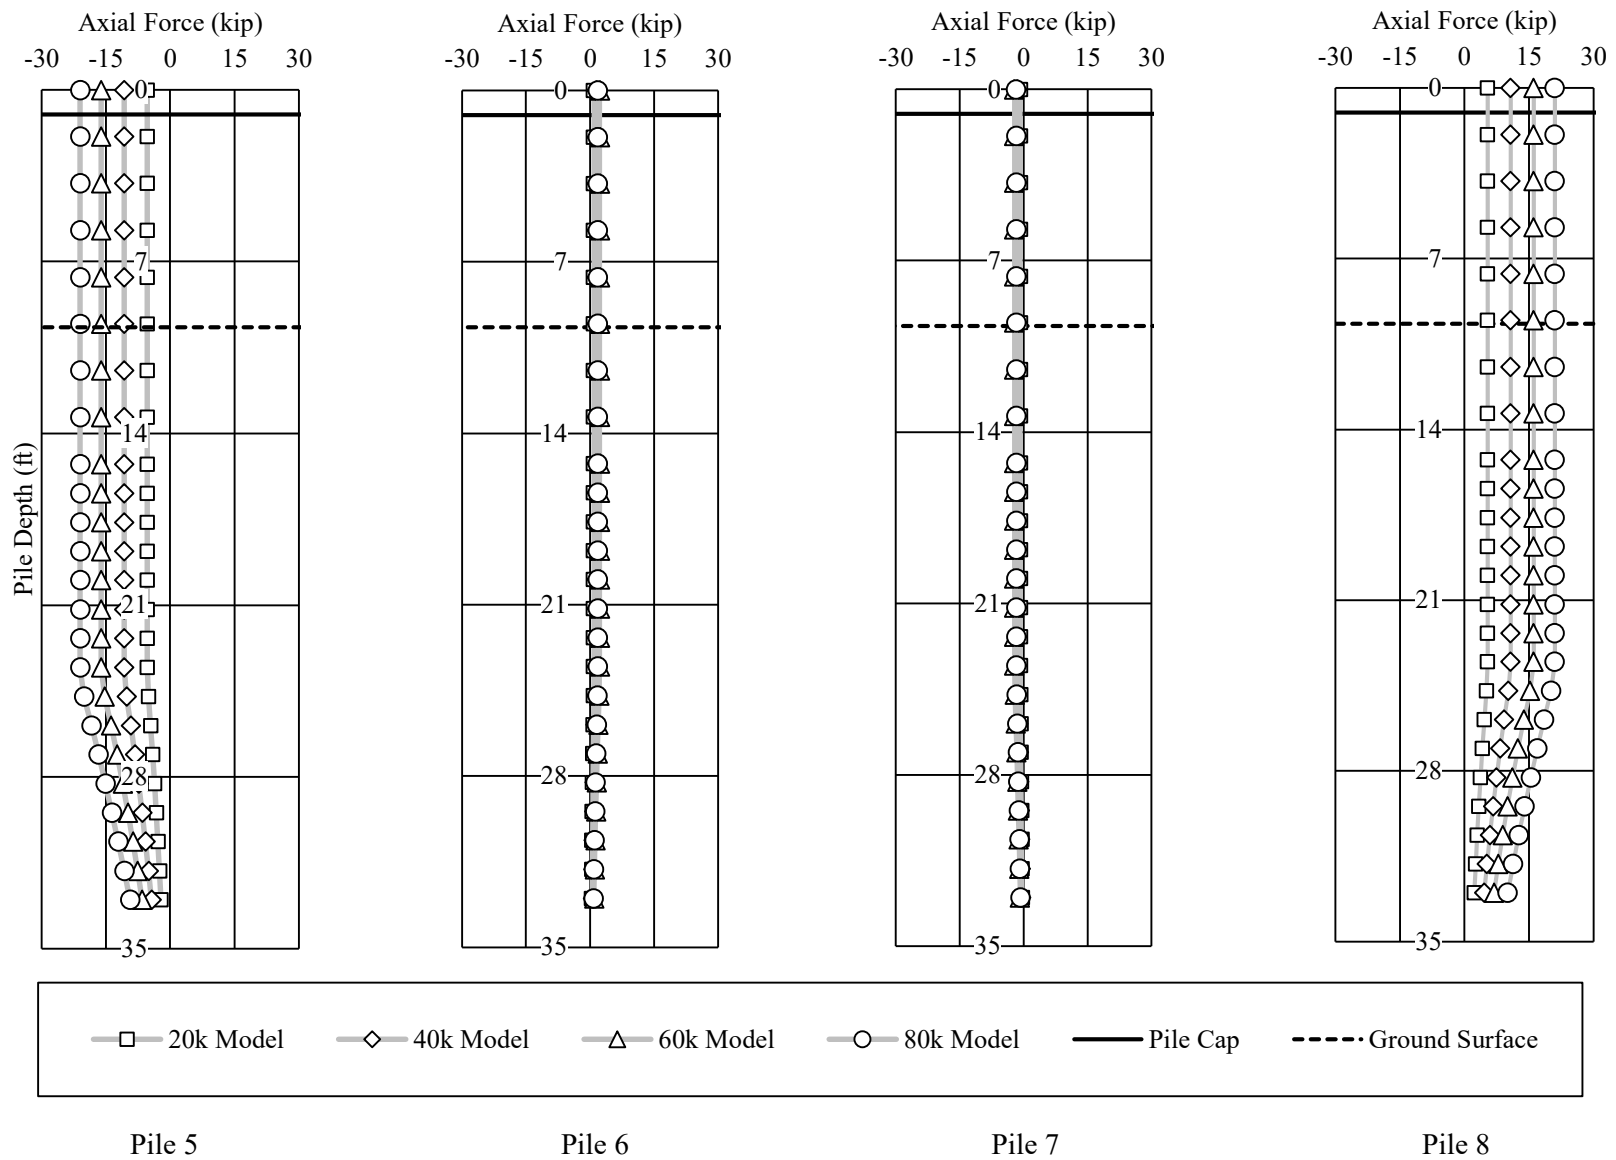 Axial Force (kip)
-30 -15 0 15 30
0
7
14
21
28
35
Pile Depth (ft)
Axial Force (kip)
-30 -15 0 15 30
0
7
14
21
28
35
Axial Force (kip)
-30 -15 0 15 30
0
7
14
21
28
35
Axial Force (kip)
-30 -15 0 15 30
0
7
14
21
28
35
20k Model 40k Model 60k Model 80k Model Pile Cap Ground Surface
Pile 5 Pile 6 Pile 7 Pile 8